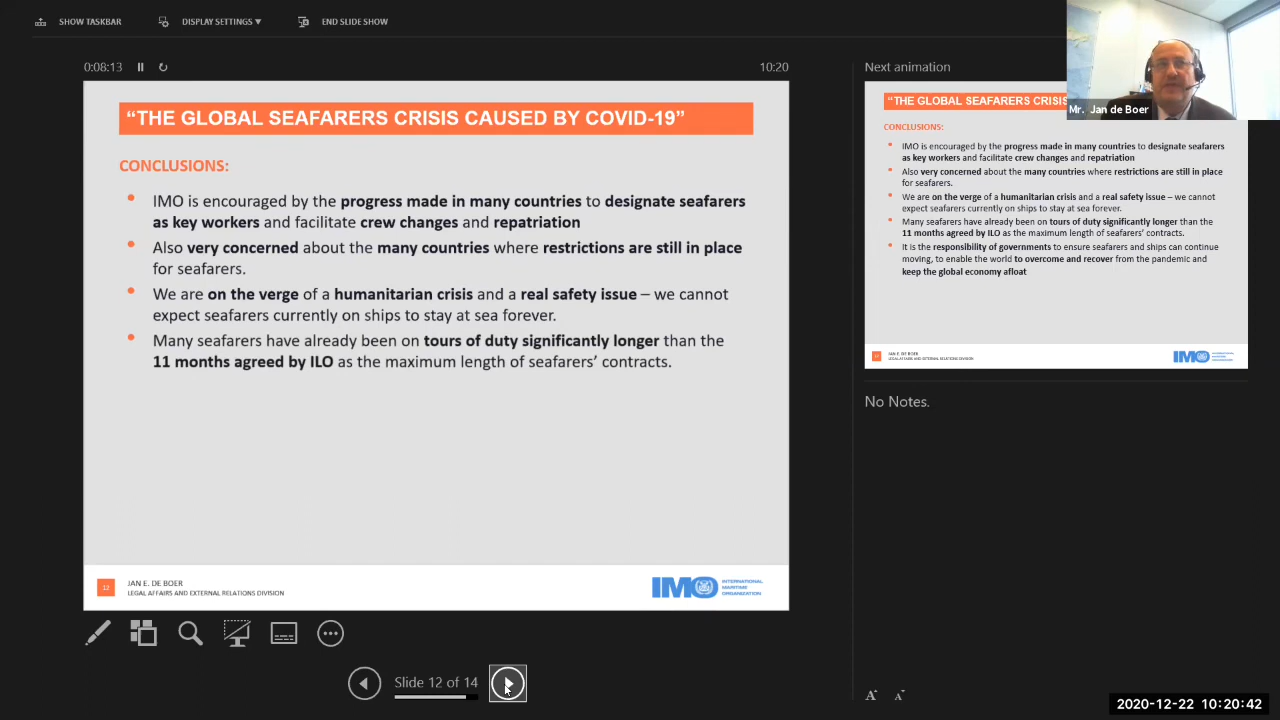 SHOW TASKBAR
DISPLAY SETTINGS
END SLIDE SHOW
0:08:13
10:20
“THE GLOBAL SEAFARERS CRISIS CAUSED BY COVID-19”
CONCLUSIONS:
IMO is encouraged by the progress made in many countries to designate seafarers
as key workers and facilitate crew changes and repatriation
Also very concerned about the many countries where restrictions are still in place
for seafarers.
We are on the verge of a humanitarian crisis and a real safety issue – we cannot
expect seafarers currently on ships to stay at sea forever.
Many seafarers have already been on tours of duty significantly longer than the
11 months agreed by ILO as the maximum length of seafarers’ contracts.
12
JAN E. DE BOER
LEGAL AFFAIRS AND EXTERNAL RELATIONS DIVISION
IMO
INTERNATIONAL
MARITIME
ORGANIZATION
Slide 12 of 14
Next animation
Mr. Jan de Boer
“THE GLOBAL SEAFARERS CRISIS
CONCLUSIONS:
IMO is encouraged by the progress made in many countries to designate seafarers
as key workers and facilitate crew changes and repatriation
Also very concerned about the many countries where restrictions are still in place
for seafarers.
We are on the verge of a humanitarian crisis and a real safety issue – we cannot
expect seafarers currently on ships to stay at sea forever.
Many seafarers have already been on tours of duty significantly longer than the
11 months agreed by ILO as the maximum length of seafarers’ contracts.
It is the responsibility of governments to ensure seafarers and ships can continue
moving, to enable the world to overcome and recover from the pandemic and
keep the global economy afloat
JAN E. DE BOER
LEGAL AFFAIRS AND EXTERNAL RELATIONS DIVISION
IMO
INTERNATIONAL
MARITIME
ORGANIZATION
No Notes.
A A
2020-12-22 10:20:42